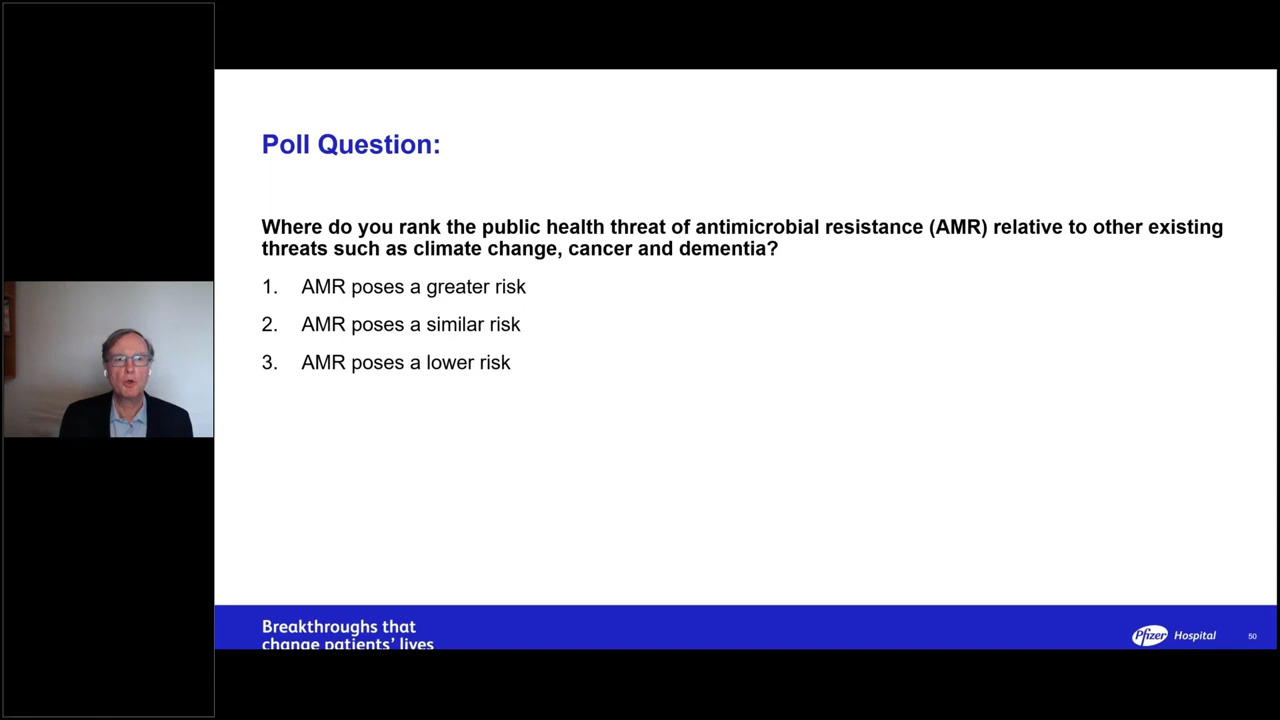 Poll Question:
Where do you rank the public health threat of antimicrobial resistance (AMR) relative to other existing
threats such as climate change, cancer and dementia?
1. AMR poses a greater risk
2. AMR poses a similar risk
3. AMR poses a lower risk
Breakthroughs that
change patients' lives
Pfizer Hospital 50